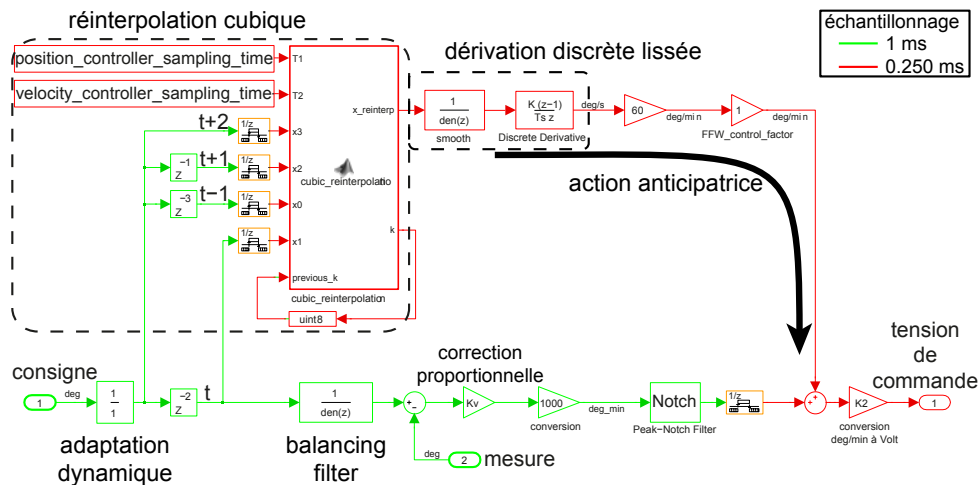 réinterpolation cubique
échantillonnage
1 ms
0.250 ms
position_controller_sampling_time
T1
dérivation discrète lissée
velocity_controller_sampling_time
T2
x_reinterp
1
den(z)
smooth
K (z-1)
Ts z
Discrete Derivative
deg/s
60
deg/min
1
deg/min
FFW_control_factor
t+2
1/z
x3
-1
Z
t+1
1/z
x2
cubic_reinterpolation
action anticipatrice
-3
Z
t-1
1/z
x0
1/z
x1
k
previous_k
cubic_reinterpolation
uint8
consigne
1
deg
1
1
-2
Z
t
1
den(z)
correction
proportionnelle
Kv
1000
conversion
deg_min
Notch
Peak-Notch Filter
1/z
K2
conversion
deg/min à Volt
tension
de
commande
1
adaptation
dynamique
balancing
filter
deg
2
mesure